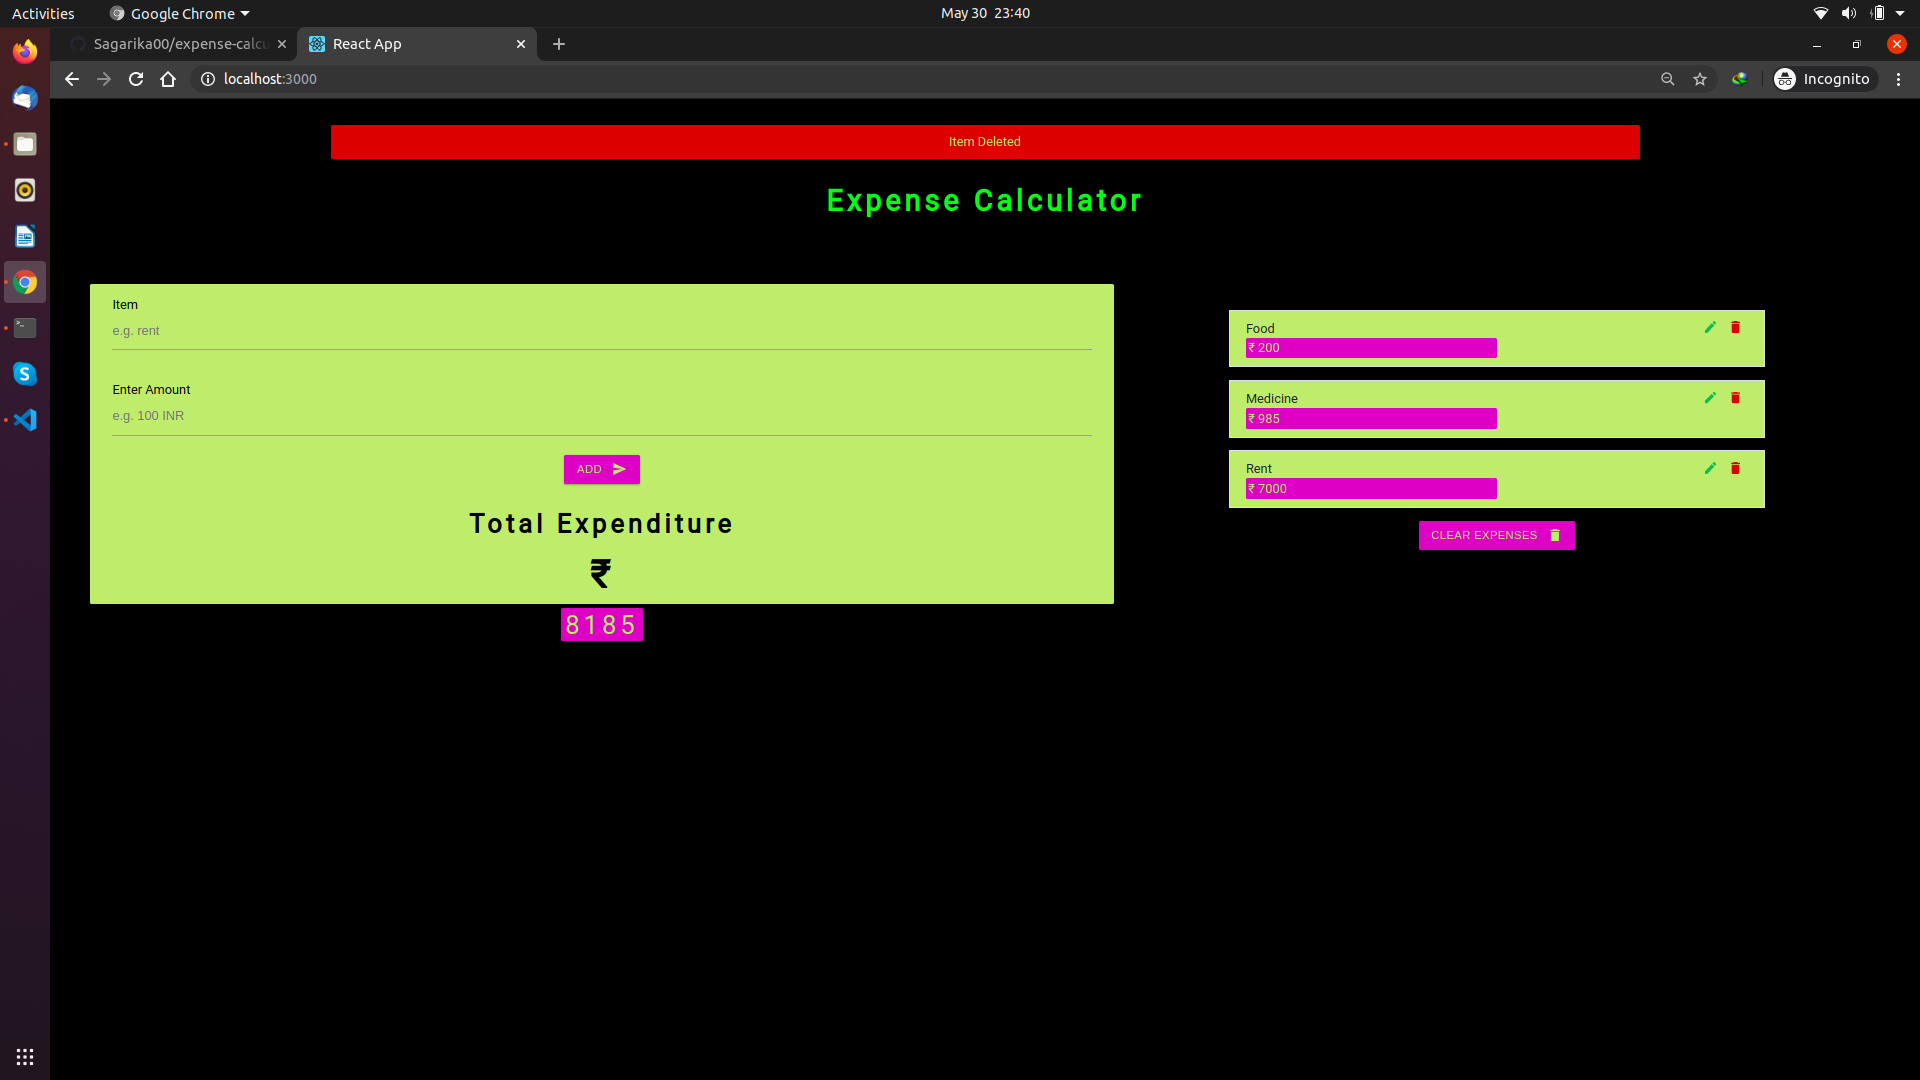 Activities
Google Chrome
May 30 23:40
Sagarika00/expense-calcu
React App
localhost:3000
Incognito
Item Deleted
Expense Calculator
Item
e.g. rent
Enter Amount
e.g. 100 INR
ADD
Total Expenditure
₹
8185
Food
₹ 200
Medicine
₹ 985
Rent
₹ 7000
CLEAR EXPENSES